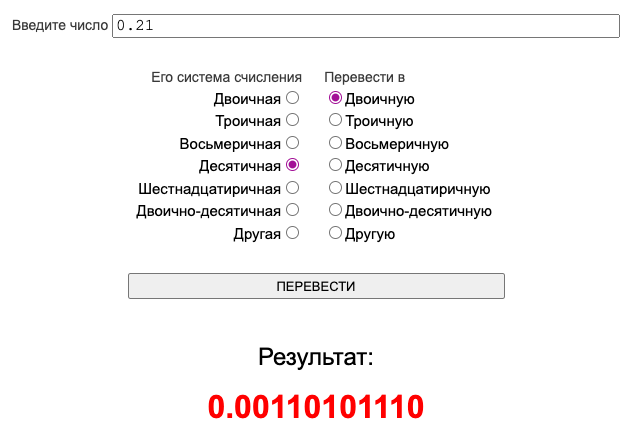 Введите число 0.21
Его система счисления Перевести в
Двоичная Двоичную
Троичная Троичную
Восьмеричная Восьмеричную
Десятичная Десятичную
Шестнадцатиричная Шестнадцатиричную
Двоично-десятичная Двоично-десятичную
Другая Другую
ПЕРЕВЕСТИ
Результат:
0.00110101110